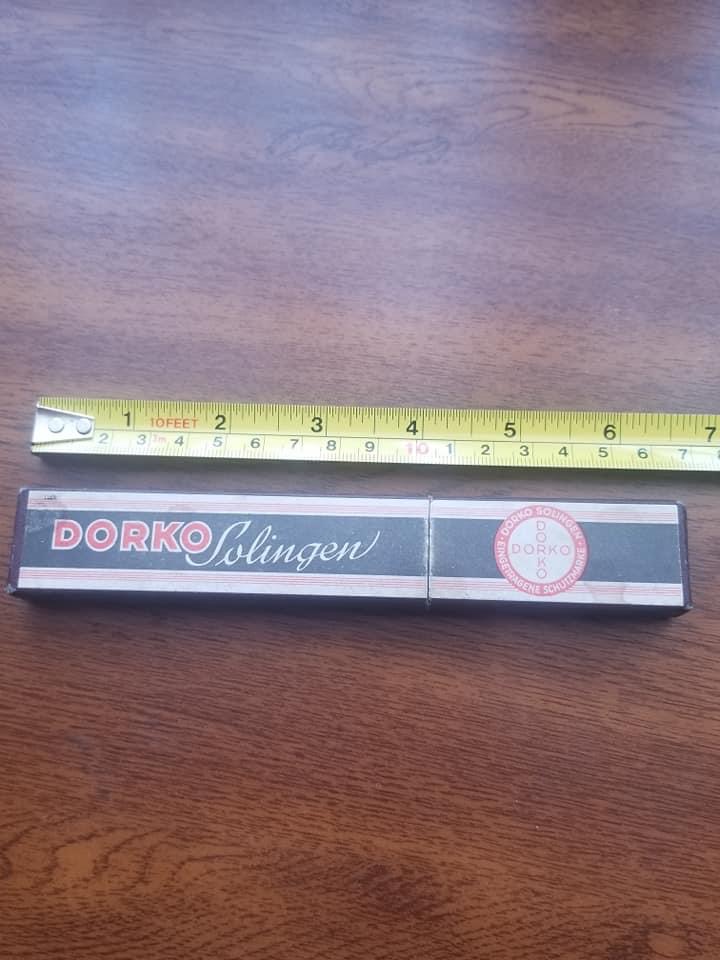 1 10FEET 2 3 4 5 6 7
2 3 3m 4 5 6 7 8 9 10 1 2 3 4 5 6 7
DORKO Solingen
DORKO SOLINGEN
DORKO
DORKO
EINGETRAGENE SCHUTZMARKE